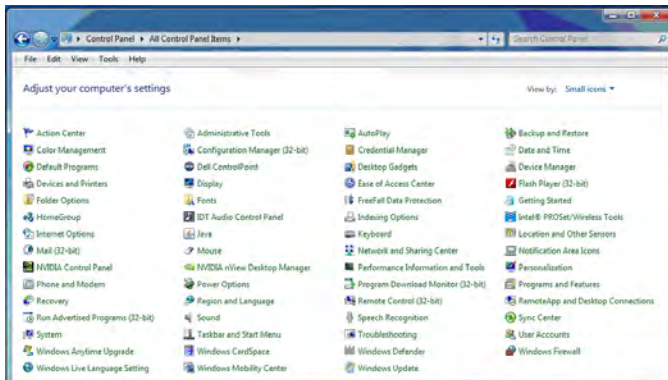 Control Panel ▸ All Control Panel Items ▸
Search Control Panel
File Edit View Tools Help
Adjust your computer's settings
View by: Small icons
Action Center
Administrative Tools
AutoPlay
Backup and Restore
Color Management
Configuration Manager (32-bit)
Credential Manager
Date and Time
Default Programs
Dell ControlPoint
Desktop Gadgets
Device Manager
Devices and Printers
Display
Ease of Access Center
Flash Player (32-bit)
Folder Options
Fonts
FreeFall Data Protection
Getting Started
HomeGroup
IDT Audio Control Panel
Indexing Options
Intel® PROSet/Wireless Tools
Internet Options
Java
Keyboard
Location and Other Sensors
Mail (32-bit)
Mouse
Network and Sharing Center
Notification Area Icons
NVIDIA Control Panel
NVIDIA nView Desktop Manager
Performance Information and Tools
Personalization
Phone and Modem
Power Options
Program Download Monitor (32-bit)
Programs and Features
Recovery
Region and Language
Remote Control (32-bit)
RemoteApp and Desktop Connections
Run Advertised Programs (32-bit)
Sound
Speech Recognition
Sync Center
System
Taskbar and Start Menu
Troubleshooting
User Accounts
Windows Anytime Upgrade
Windows CardSpace
Windows Defender
Windows Firewall
Windows Live Language Setting
Windows Mobility Center
Windows Update